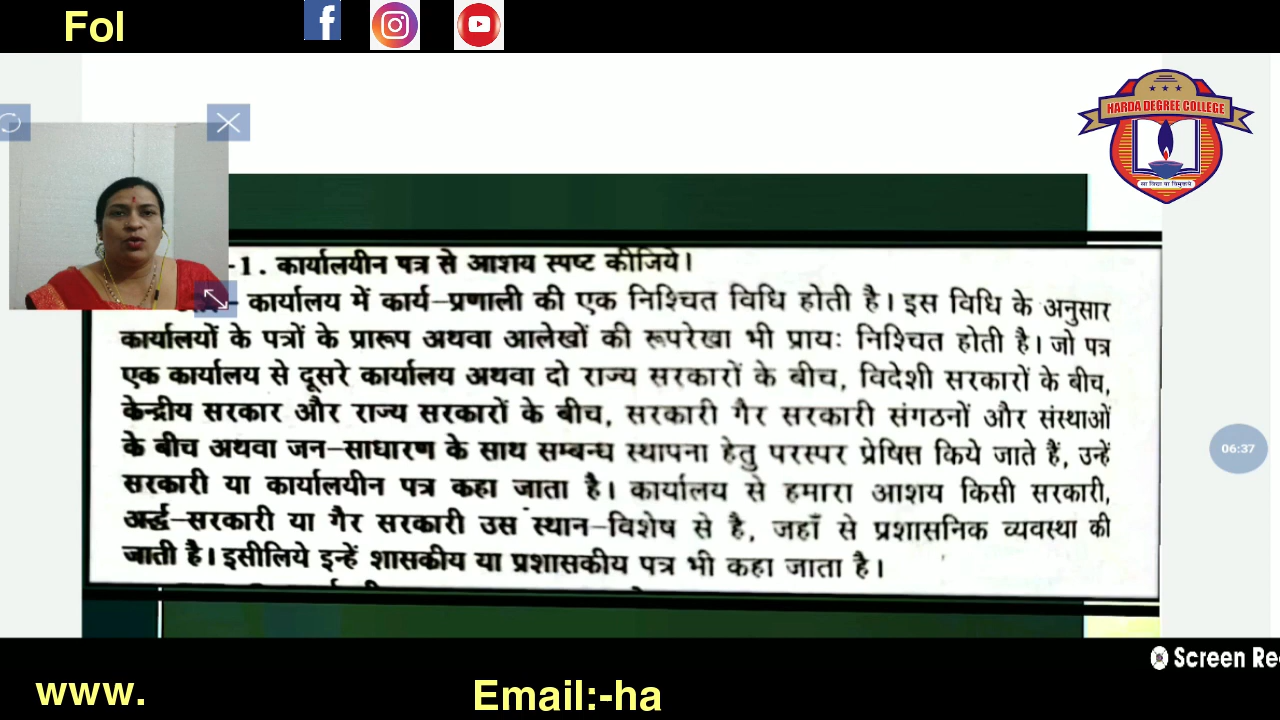 Fol
HARDA DEGREE COLLEGE
सा विद्या या विमुक्तये
-1. कार्यालयीन पत्र से आशय स्पष्ट कीजिये।
कार्यालय में कार्य-प्रणाली की एक निश्चित विधि होती है। इस विधि के अनुसार
कार्यालयों के पत्रों के प्रारूप अथवा आलेखों की रूपरेखा भी प्रायः निश्चित होती है। जो पत्र
एक कार्यालय से दूसरे कार्यालय अथवा दो राज्य सरकारों के बीच, विदेशी सरकारों के बीच,
केन्द्रीय सरकार और राज्य सरकारों के बीच, सरकारी गैर सरकारी संगठनों और संस्थाओं
के बीच अथवा जन-साधारण के साथ सम्बन्ध स्थापना हेतु परस्पर प्रेषित किये जाते हैं, उन्हें
सरकारी या कार्यालयीन पत्र कहा जाता है। कार्यालय से हमारा आशय किसी सरकारी,
अर्द्ध-सरकारी या गैर सरकारी उस स्थान-विशेष से है, जहाँ से प्रशासनिक व्यवस्था की
जाती है। इसीलिये इन्हें शासकीय या प्रशासकीय पत्र भी कहा जाता है।
06:37
Screen Re
www.
Email:-ha